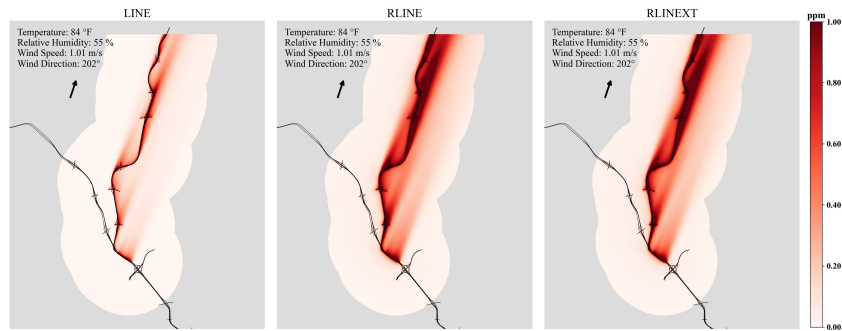 LINE
Temperature: 84 °F
Relative Humidity: 55 %
Wind Speed: 1.01 m/s
Wind Direction: 202°
RLINE
Temperature: 84 °F
Relative Humidity: 55 %
Wind Speed: 1.01 m/s
Wind Direction: 202°
RLINEXT
Temperature: 84 °F
Relative Humidity: 55 %
Wind Speed: 1.01 m/s
Wind Direction: 202°
ppm
1.00
0.80
0.60
0.40
0.20
0.00